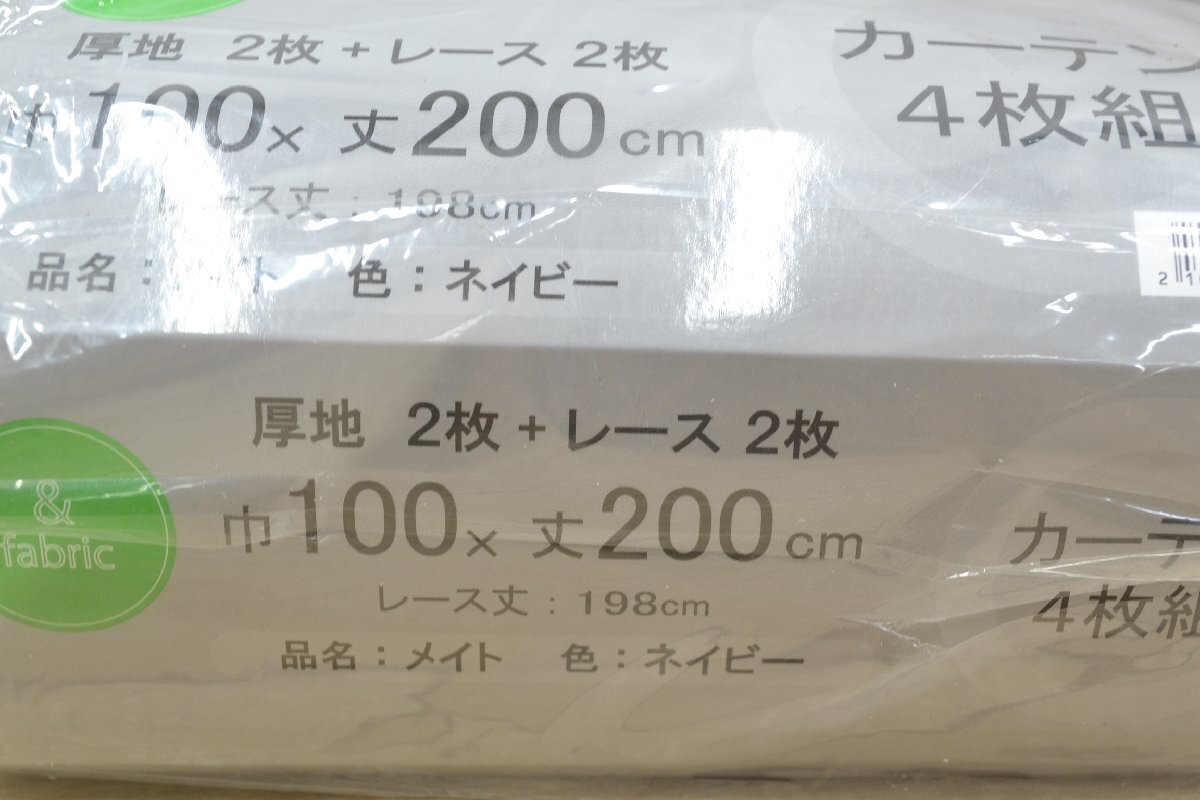 厚地 2枚+レース 2枚
巾100× 丈200cm
レース丈:198cm
品名: イト 色:ネイビー
カーテン
4枚組
21
厚地 2枚+レース 2枚
巾100× 丈200cm
レース丈:198cm
品名:メイト 色:ネイビー
&
fabric
カーテ
4枚組